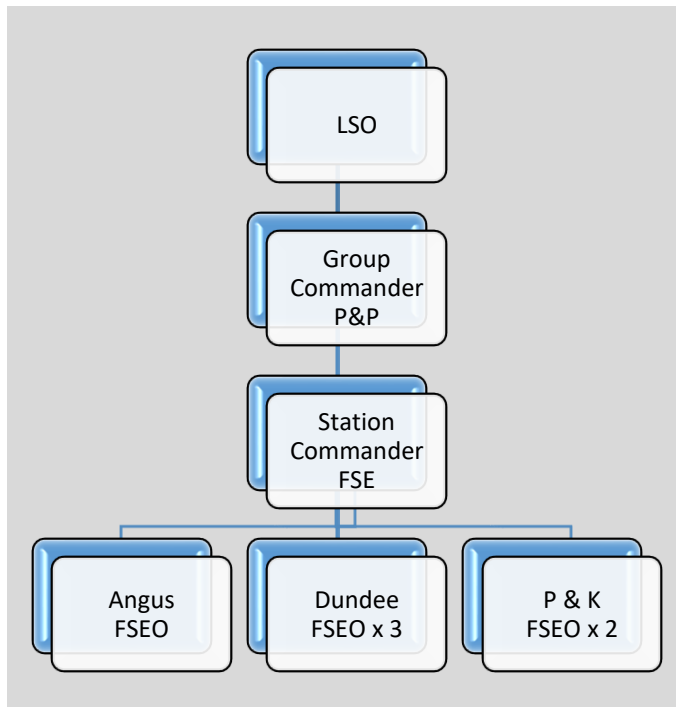 LSO
Group
Commander
P&P
Station
Commander
FSE
Angus
FSEO
Dundee
FSEO x 3
P & K
FSEO x 2